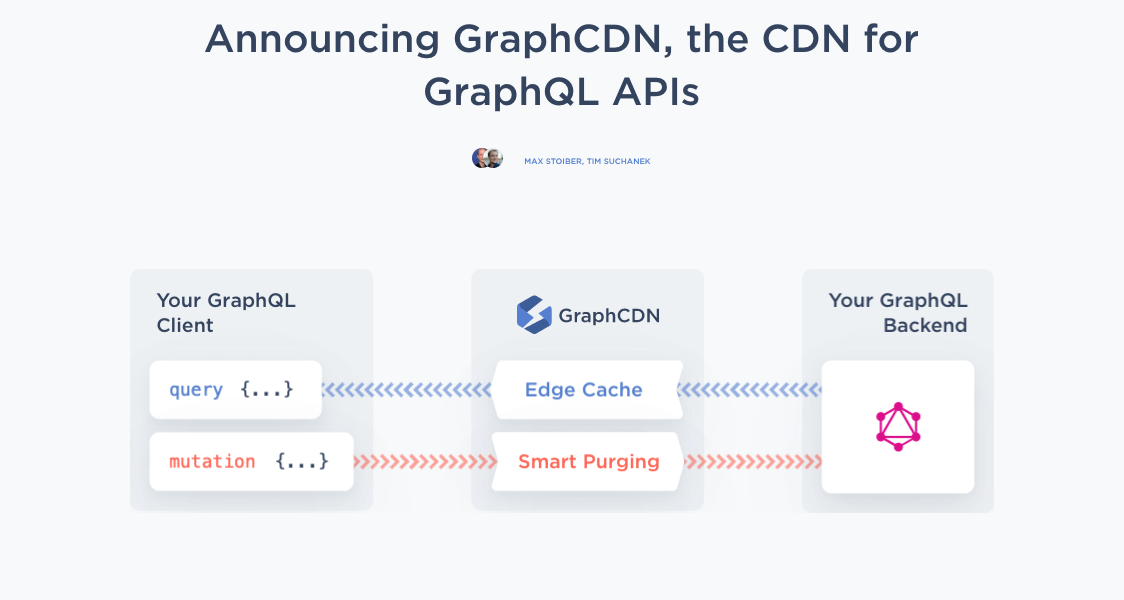 Announcing GraphCDN, the CDN for
GraphQL APIs
MAX STOIBER, TIM SUCHANEK
Your GraphQL
Client
query {...}
mutation {...}
GraphCDN
Edge Cache
Smart Purging
Your GraphQL
Backend